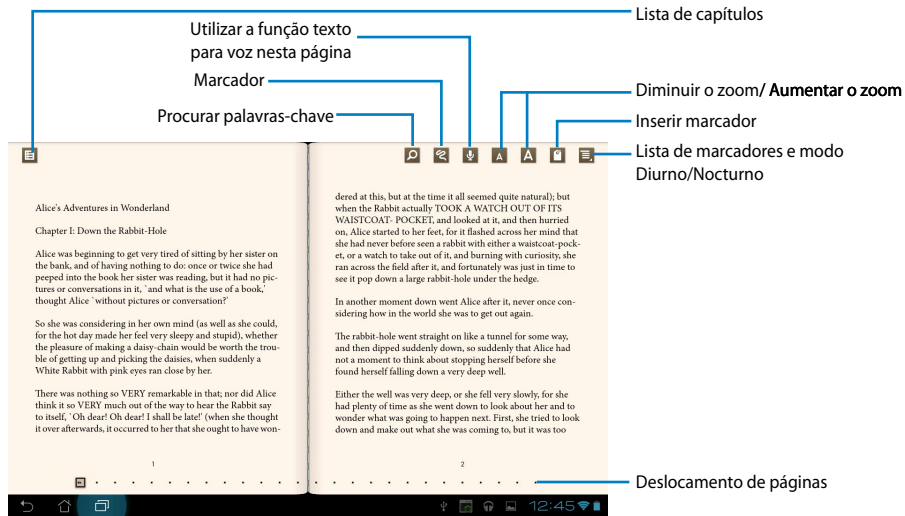 Lista de capítulos
Utilizar a função texto
para voz nesta página
Marcador
Diminuir o zoom/ Aumentar o zoom
Procurar palavras-chave
Inserir marcador
Lista de marcadores e modo
Diurno/Nocturno
A A
Alice's Adventures in Wonderland
Chapter I: Down the Rabbit-Hole
Alice was beginning to get very tired of sitting by her sister on
the bank, and of having nothing to do: once or twice she had
peeped into the book her sister was reading, but it had no pic-
tures or conversations in it, `and what is the use of a book,'
thought Alice `without pictures or conversation?'
So she was considering in her own mind (as well as she could,
for the hot day made her feel very sleepy and stupid), whether
the pleasure of making a daisy-chain would be worth the trou-
ble of getting up and picking the daisies, when suddenly a
White Rabbit with pink eyes ran close by her.
There was nothing so VERY remarkable in that; nor did Alice
think it so VERY much out of the way to hear the Rabbit say
to itself, `Oh dear! Oh dear! I shall be late!' (when she thought
it over afterwards, it occurred to her that she ought to have won-
1
dered at this, but at the time it all seemed quite natural); but
when the Rabbit actually TOOK A WATCH OUT OF ITS
WAISTCOAT- POCKET, and looked at it, and then hurried
on, Alice started to her feet, for it flashed across her mind that
she had never before seen a rabbit with either a waistcoat-pock-
et, or a watch to take out of it, and burning with curiosity, she
ran across the field after it, and fortunately was just in time to
see it pop down a large rabbit-hole under the hedge.
In another moment down went Alice after it, never once con-
sidering how in the world she was to get out again.
The rabbit-hole went straight on like a tunnel for some way,
and then dipped suddenly down, so suddenly that Alice had
not a moment to think about stopping herself before she
found herself falling down a very deep well.
Either the well was very deep, or she fell very slowly, for she
had plenty of time as she went down to look about her and to
wonder what was going to happen next. First, she tried to look
down and make out what she was coming to, but it was too
2
Deslocamento de páginas
12:45